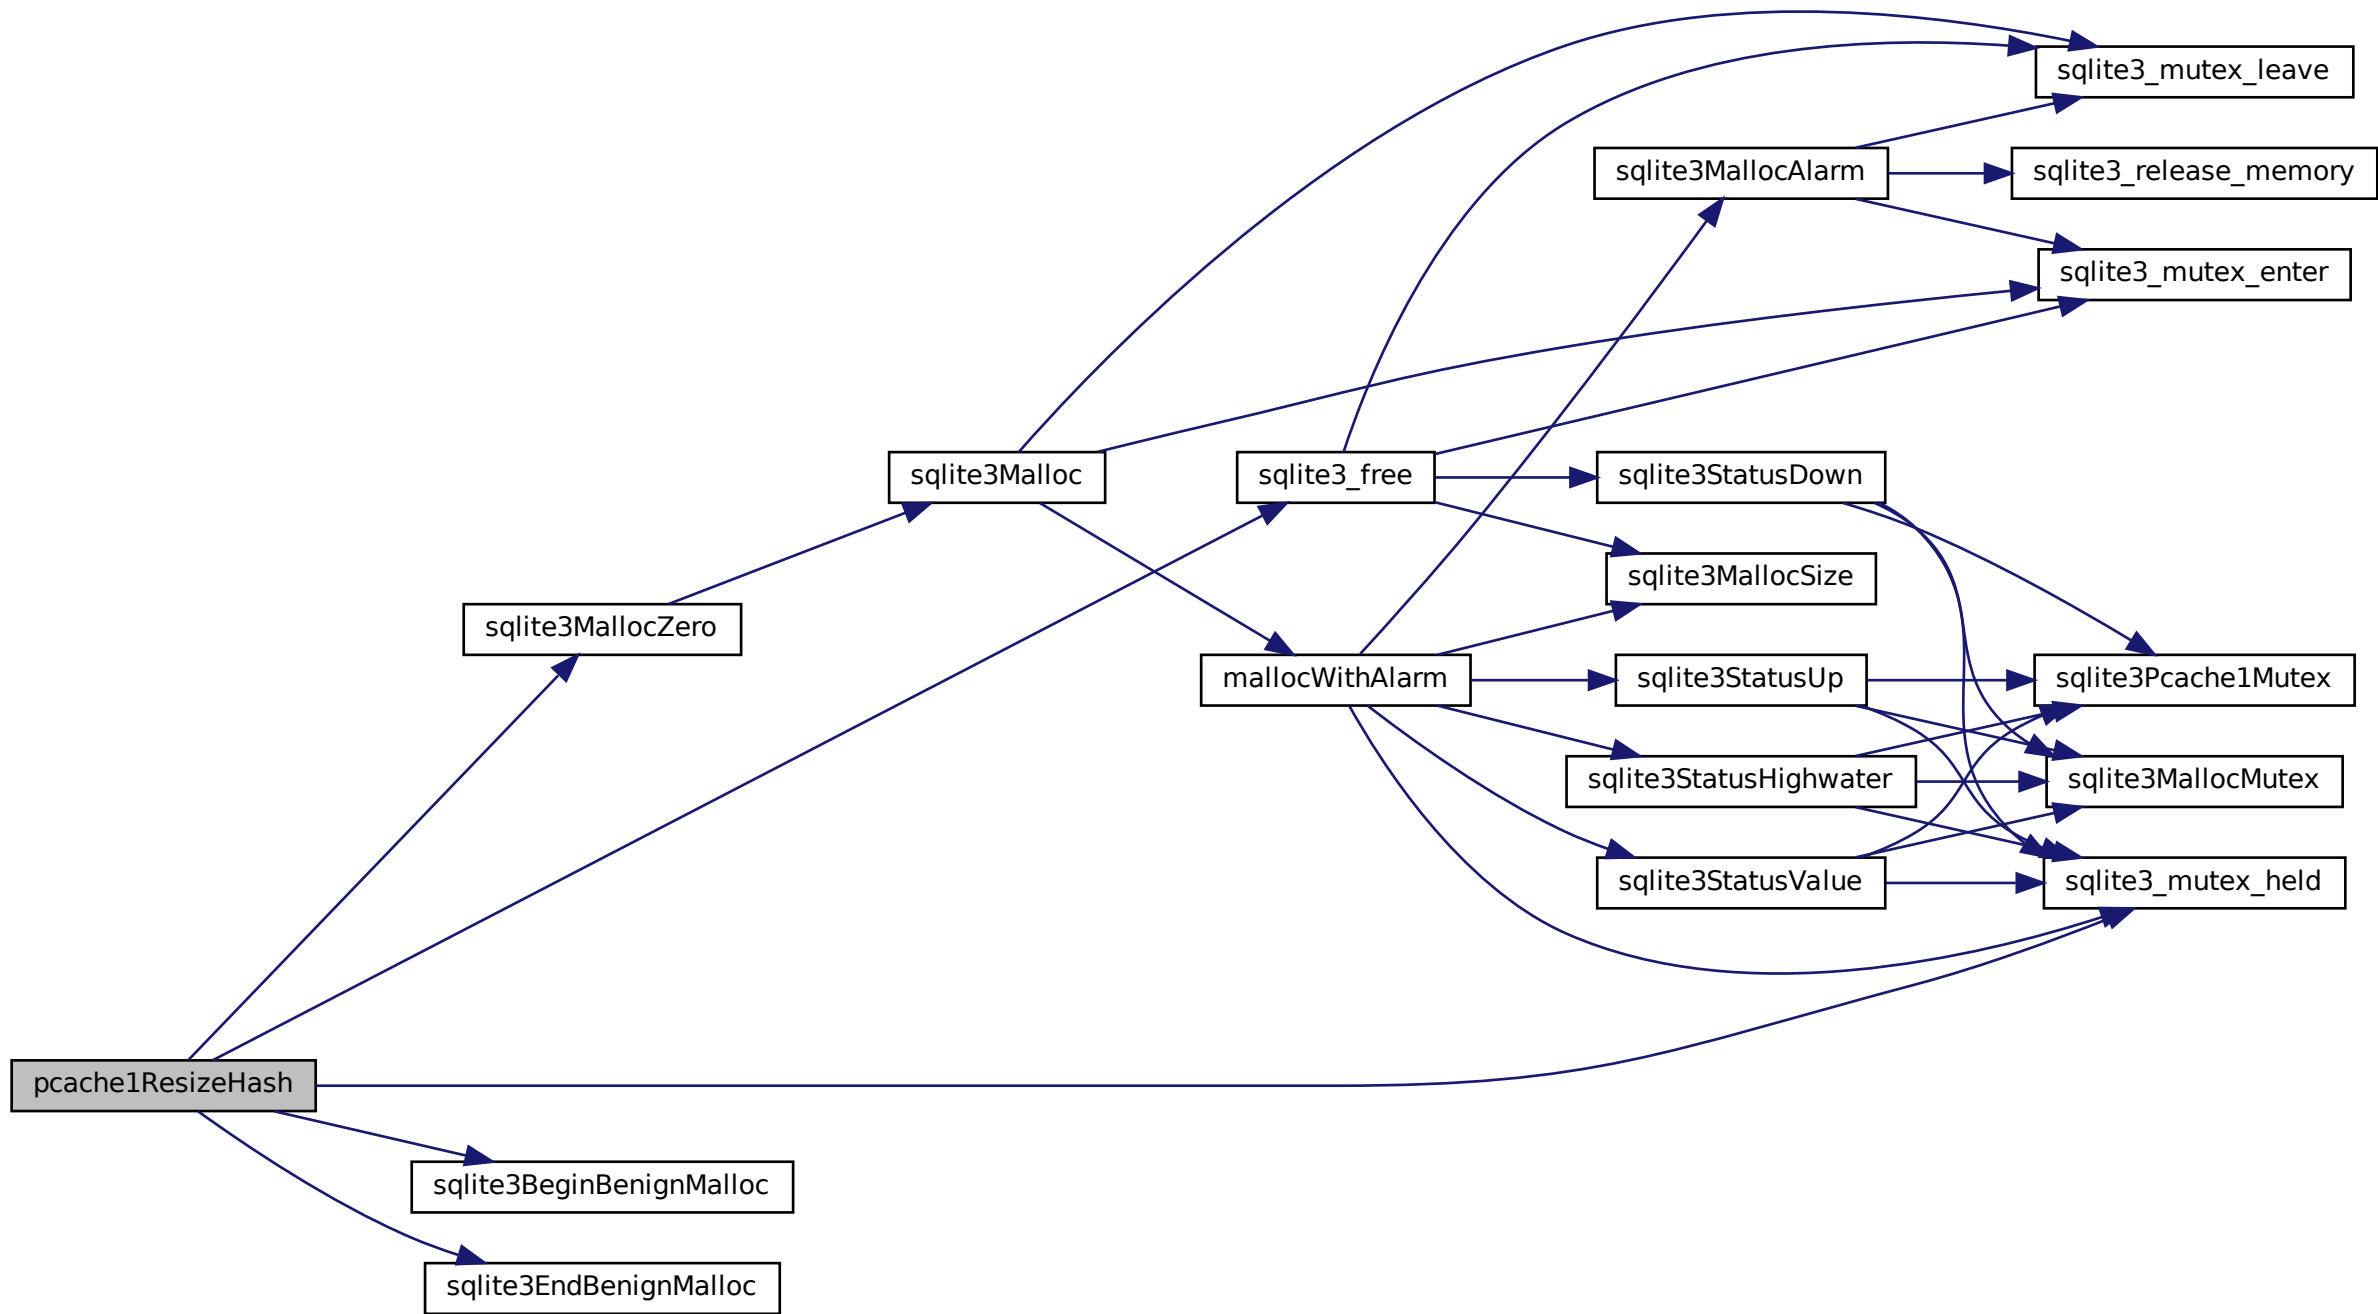 sqlite3_mutex_leave
sqlite3MallocAlarm
sqlite3_release_memory
sqlite3_mutex_enter
sqlite3Malloc
sqlite3_free
sqlite3StatusDown
sqlite3MallocSize
sqlite3MallocZero
mallocWithAlarm
sqlite3StatusUp
sqlite3Pcache1Mutex
sqlite3StatusHighwater
sqlite3MallocMutex
sqlite3StatusValue
sqlite3_mutex_held
pcache1ResizeHash
sqlite3BeginBenignMalloc
sqlite3EndBenignMalloc